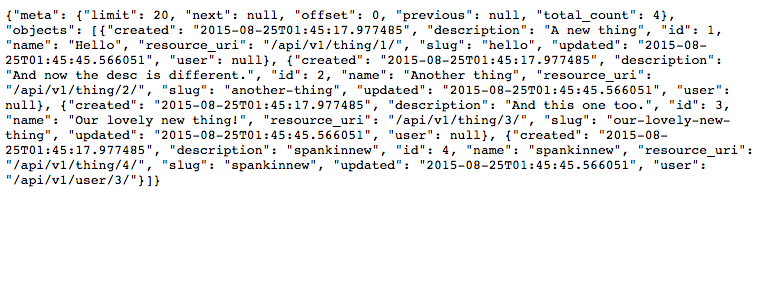 {"meta": {"limit": 20, "next": null, "offset": 0, "previous": null, "total_count": 4},
"objects": [{"created": "2015-08-25T01:45:17.977485", "description": "A new thing", "id": 1,
"name": "Hello", "resource_uri": "/api/v1/thing/1/", "slug": "hello", "updated": "2015-08-
25T01:45:45.566051", "user": null}, {"created": "2015-08-25T01:45:17.977485", "description":
"And now the desc is different.", "id": 2, "name": "Another thing", "resource_uri":
"/api/v1/thing/2/", "slug": "another-thing", "updated": "2015-08-25T01:45:45.566051", "user":
null}, {"created": "2015-08-25T01:45:17.977485", "description": "And this one too.", "id": 3,
"name": "Our lovely new thing!", "resource_uri": "/api/v1/thing/3/", "slug": "our-lovely-new-
thing", "updated": "2015-08-25T01:45:45.566051", "user": null}, {"created": "2015-08-
25T01:45:17.977485", "description": "spankinnew", "id": 4, "name": "spankinnew", "resource_uri":
"/api/v1/thing/4/", "slug": "spankinnew", "updated": "2015-08-25T01:45:45.566051", "user":
"/api/v1/user/3/"}]}